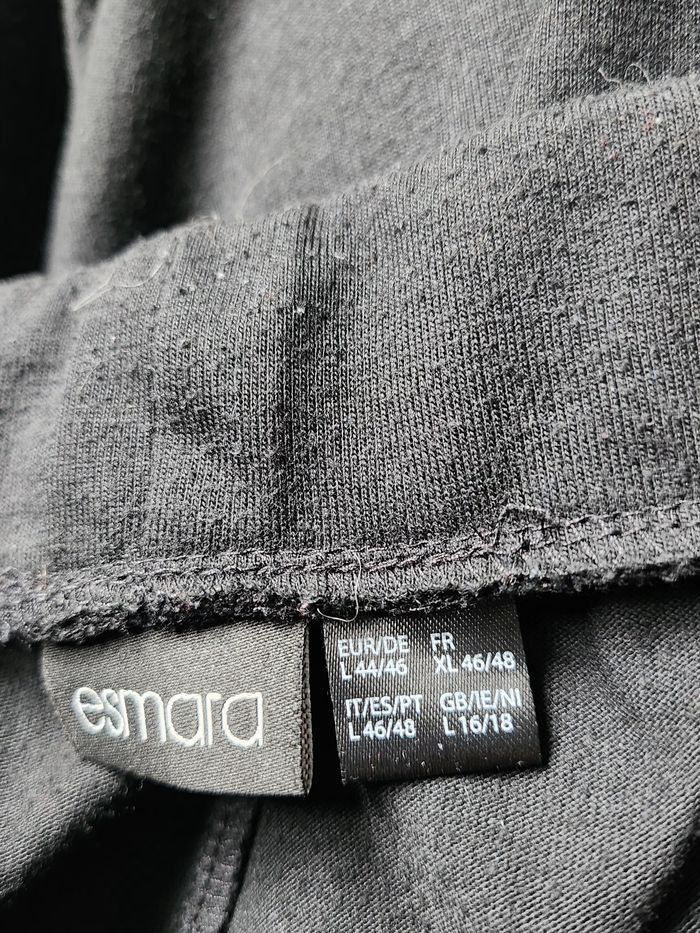 esmara
EUR/DE FR
L 44/46 XL 46/48
IT/ES/PT GB/IE/NI
L 46/48 L 16/18